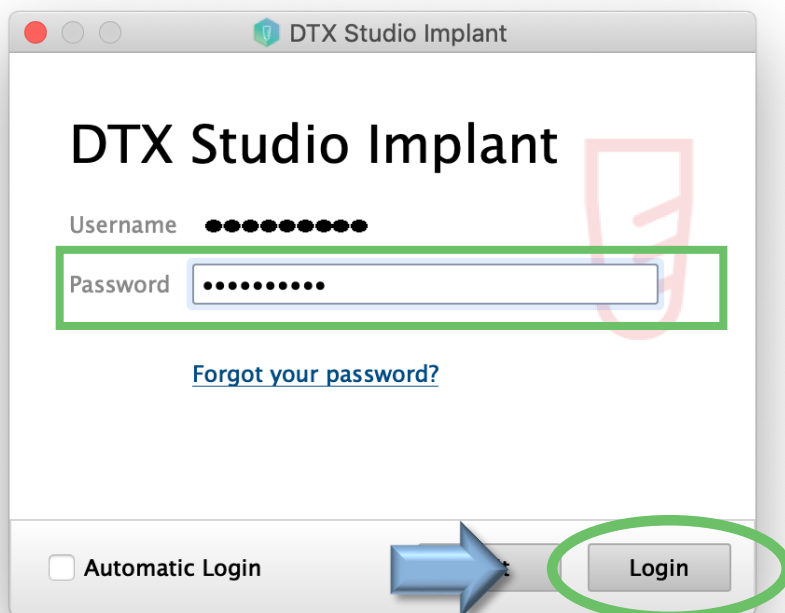 DTX Studio Implant
DTX Studio Implant
Username
Password ••••••••••
Forgot your password?
Automatic Login
Login